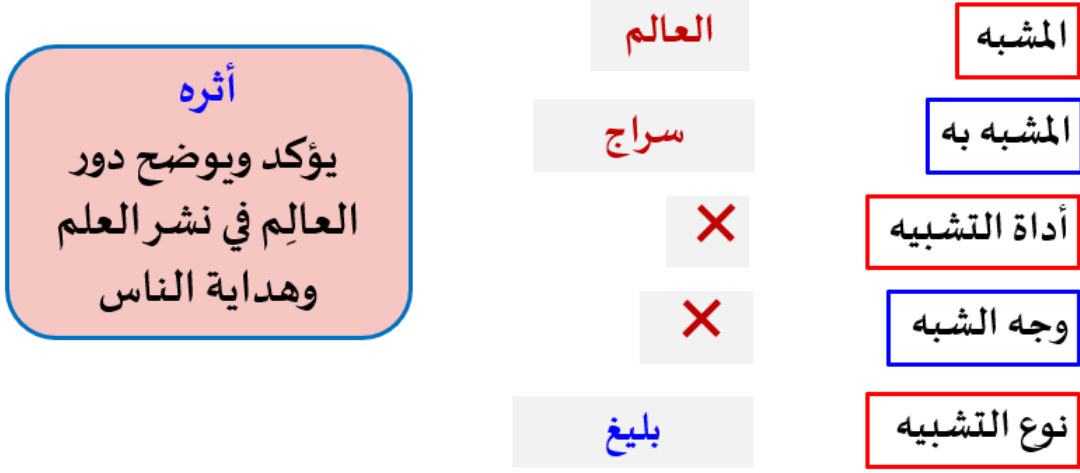 المشبه
العالم
المشبه به
سراج
أداة التشبيه
وجه الشبه
نوع التشبيه
بليغ
أثره
يؤكد ويوضح دور
العالِم في نشر العلم
وهداية الناس